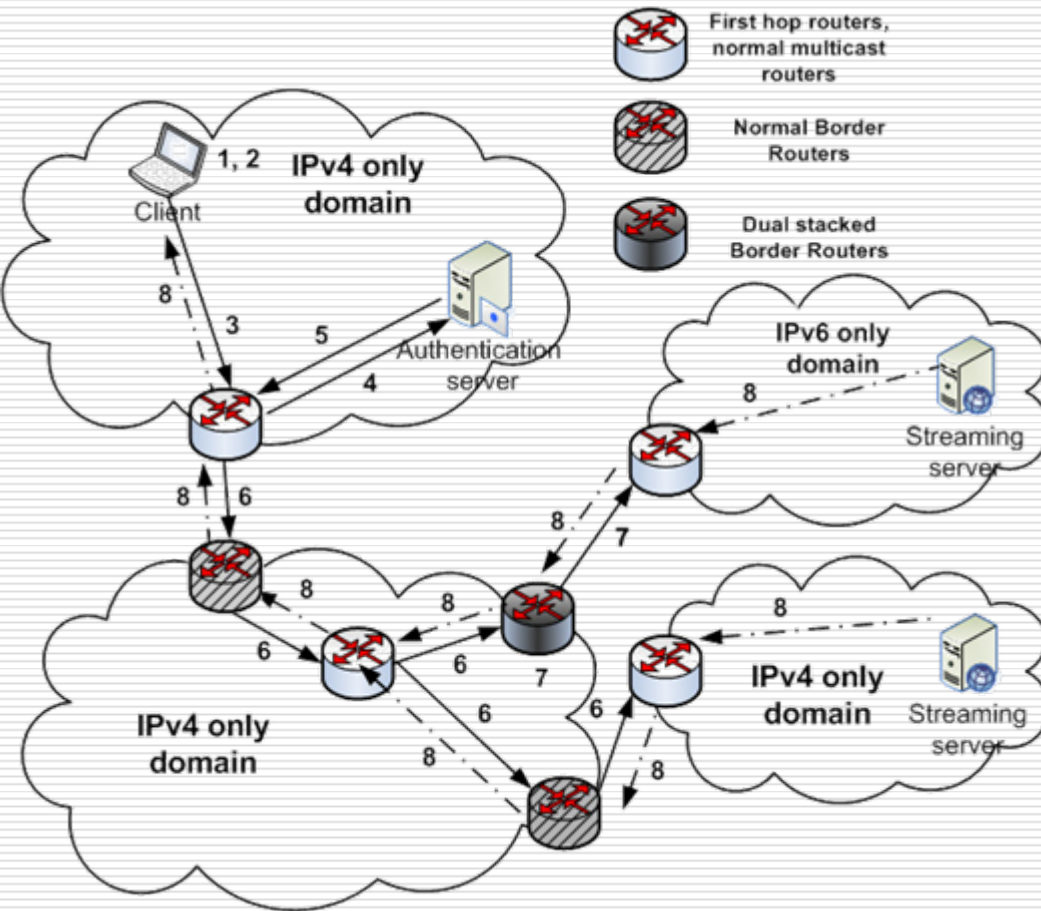 First hop routers,
normal multicast
routers
Normal Border
Routers
Dual stacked
Border Routers
1, 2
IPv4 only
domain
Client
8
3
5
4
Authentication
server
IPv6 only
domain
8
Streaming
server
8
6
8
7
8
8
6
6
7
IPv4 only
domain
6
8
6
8
8
IPv4 only
domain
Streaming
server